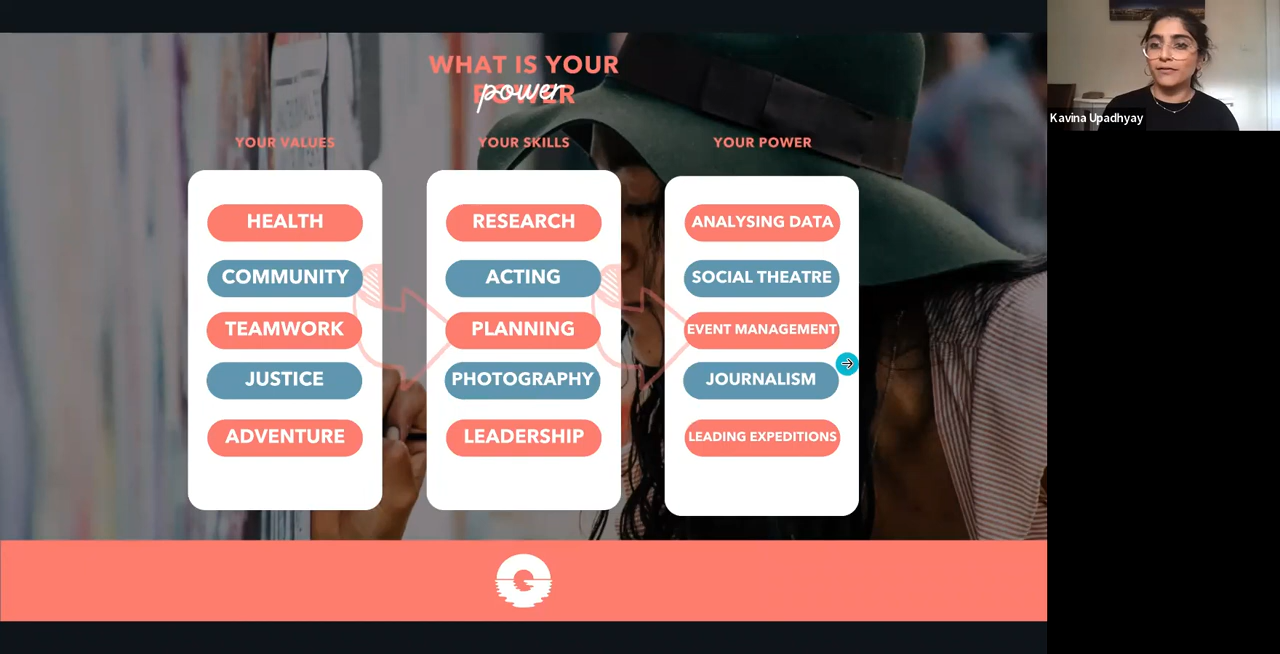 WHAT IS YOUR
POWER
power
YOUR VALUES
YOUR SKILLS
YOUR POWER
HEALTH
COMMUNITY
TEAMWORK
JUSTICE
ADVENTURE
RESEARCH
ACTING
PLANNING
PHOTOGRAPHY
LEADERSHIP
ANALYSING DATA
SOCIAL THEATRE
EVENT MANAGEMENT
JOURNALISM
LEADING EXPEDITIONS
Kavina Upadhyay